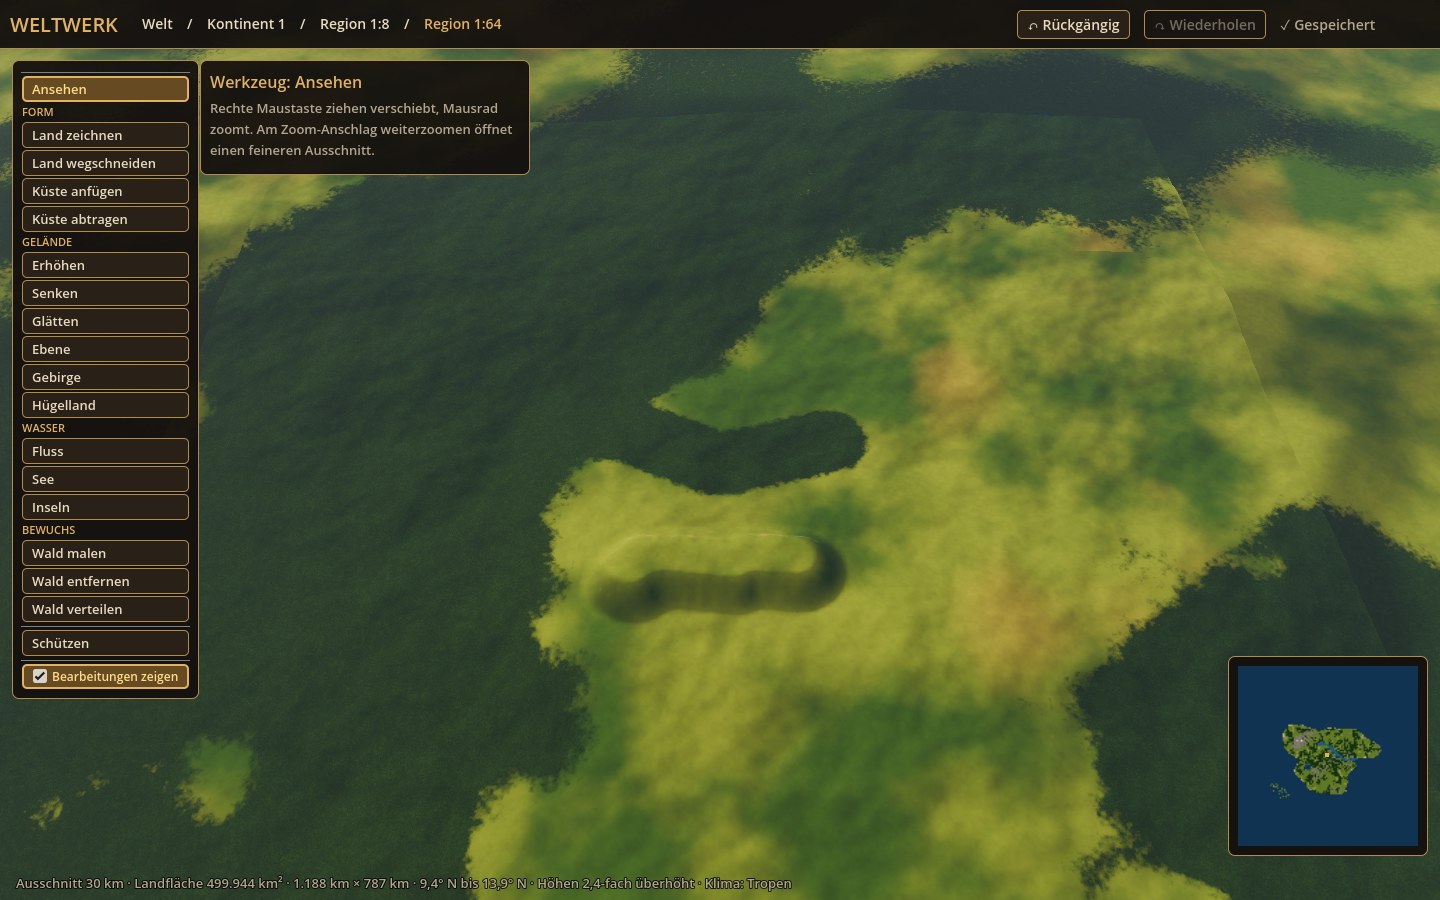 WELTWERK Welt / Kontinent 1 / Region 1:8 / Region 1:64 Rückgängig Wiederholen ✓ Gespeichert
Ansehen
FORM
Land zeichnen
Land wegschneiden
Küste anfügen
Küste abtragen
GELÄNDE
Erhöhen
Senken
Glätten
Ebene
Gebirge
Hügelland
WASSER
Fluss
See
Inseln
BEWUCHS
Wald malen
Wald entfernen
Wald verteilen
Schützen
Bearbeitungen zeigen
Werkzeug: Ansehen
Rechte Maustaste ziehen verschiebt, Mausrad
zoomt. Am Zoom-Anschlag weiterzoomen öffnet
einen feineren Ausschnitt.
Ausschnitt 30 km · Landfläche 499.944 km² · 1.188 km × 787 km · 9,4° N bis 13,9° N · Höhen 2,4-fach überhöht · Klima: Tropen